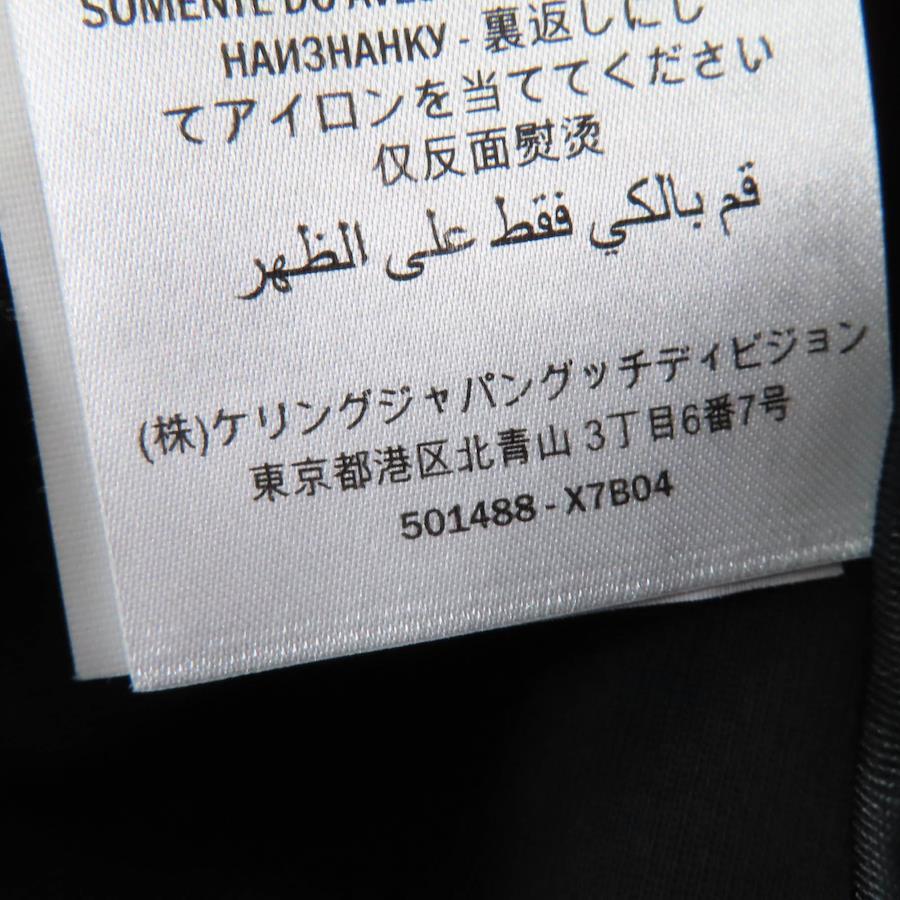 SOMENTE DO
НАИЗНАНКУ - 裏返しにし
てアイロンを当ててください
仅反面熨烫
قم بالكي فقط على الظهر
(株)ケリングジャパングッチディビジョン
東京都港区北青山 3丁目6番7号
501488 - X7B04